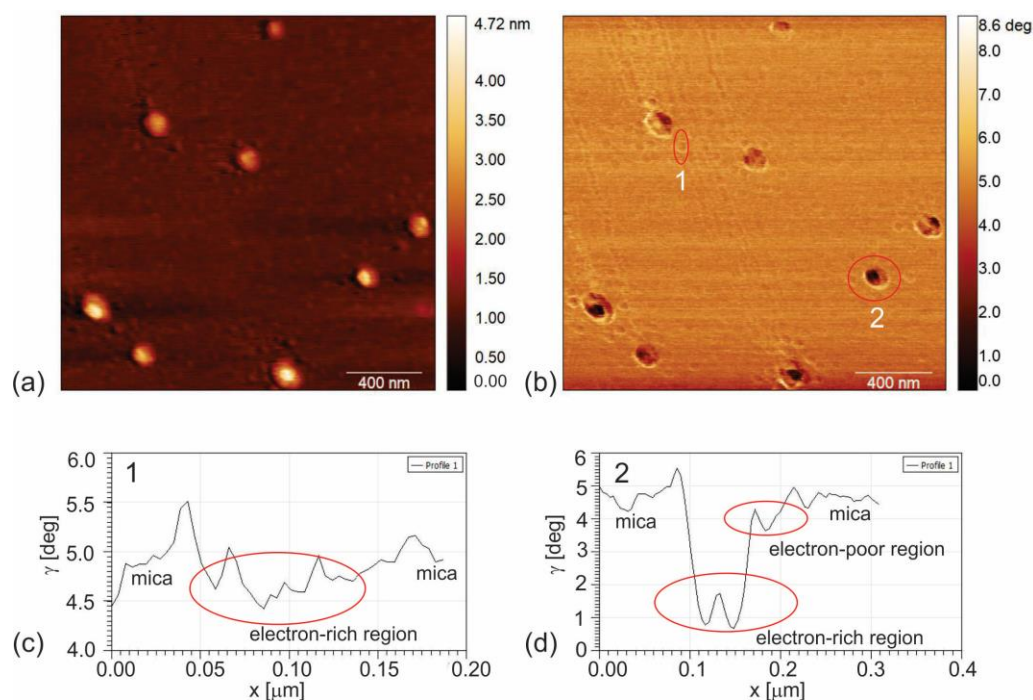 4.72 nm
4.00
3.50
3.00
2.50
2.00
1.50
1.00
0.50
0.00
400 nm
(a)
8.6 deg
8.0
7.0
6.0
5.0
4.0
3.0
2.0
1.0
0.0
1
2
400 nm
(b)
1
Profile 1
6.0
5.5
5.0
4.5
4.0
γ [deg]
mica
mica
electron-rich region
0.00
0.05
0.10
0.15
0.20
x [μm]
(c)
2
Profile 1
6
5
4
3
2
1
0
γ [deg]
mica
mica
electron-poor region
electron-rich region
0.0
0.1
0.2
0.3
0.4
x [μm]
(d)